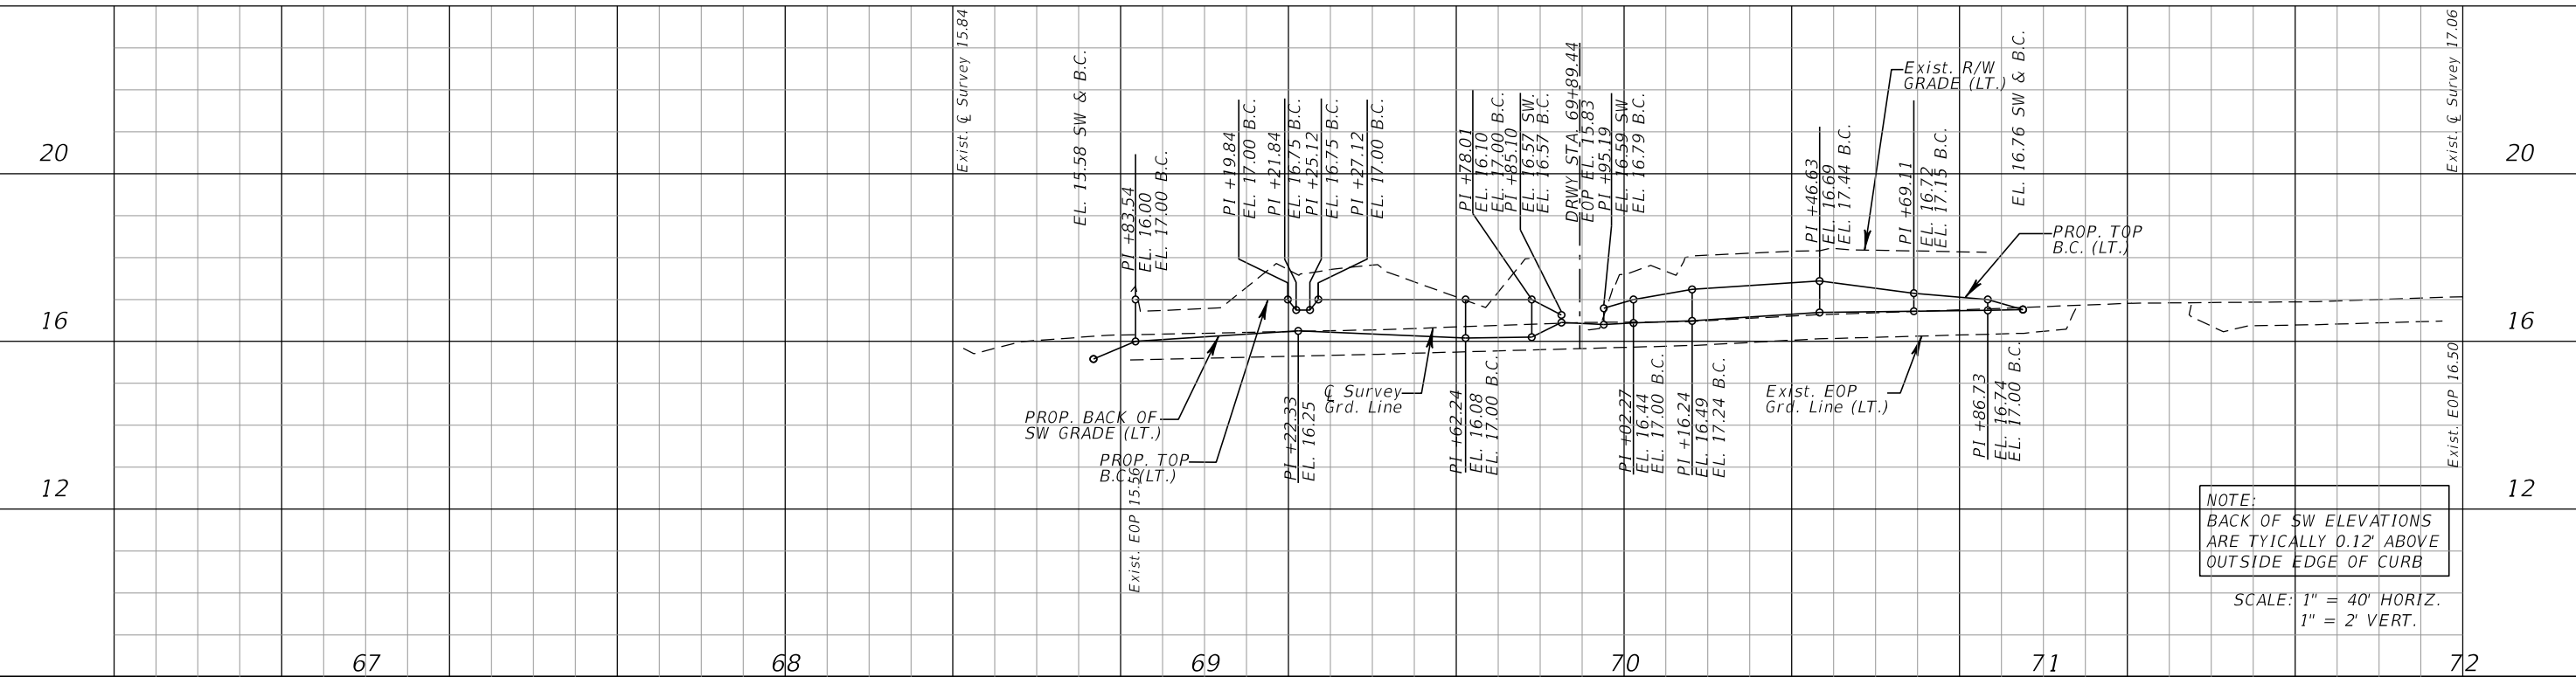 Exist. ℄ Survey 15.84
EL. 15.58 SW & B.C.
PI +83.54
EL. 16.00
EL. 17.00 B.C.
PI +19.84
EL. 17.00 B.C.
PI +21.84
EL. 16.75 B.C.
PI +25.12
EL. 16.75 B.C.
PI +27.12
EL. 17.00 B.C.
PI +78.01
EL. 16.10
EL. 17.00 B.C.
PI +85.10
EL. 16.57 SW.
EL. 16.57 B.C.
DRWY STA. 69+89.44
EOP EL. 15.83
PI +95.19
EL. 16.59 SW
EL. 16.79 B.C.
PI +46.63
EL. 16.69
EL. 17.44 B.C.
Exist. R/W
GRADE (LT.)
PI +69.11
EL. 16.72
EL. 17.15 B.C.
EL. 16.76 SW & B.C.
PROP. TOP
B.C. (LT.)
Exist. ℄ Survey 17.06
20
20
16
16
12
12
PROP. BACK OF
SW GRADE (LT.)
PROP. TOP
B.C. (LT.)
Exist. EOP 15.56
PI +22.33
EL. 16.25
℄ Survey
Grd. Line
PI +62.24
EL. 16.08
EL. 17.00 B.C.
PI +02.27
EL. 16.44
EL. 17.00 B.C.
PI +16.24
EL. 16.49
EL. 17.24 B.C.
Exist. EOP
Grd. Line (LT.)
PI +86.73
EL. 16.74
EL. 17.00 B.C.
Exist. EOP 16.50
NOTE:
BACK OF SW ELEVATIONS
ARE TYICALLY 0.12' ABOVE
OUTSIDE EDGE OF CURB
SCALE: 1" = 40' HORIZ.
1" = 2' VERT.
67
68
69
70
71
72